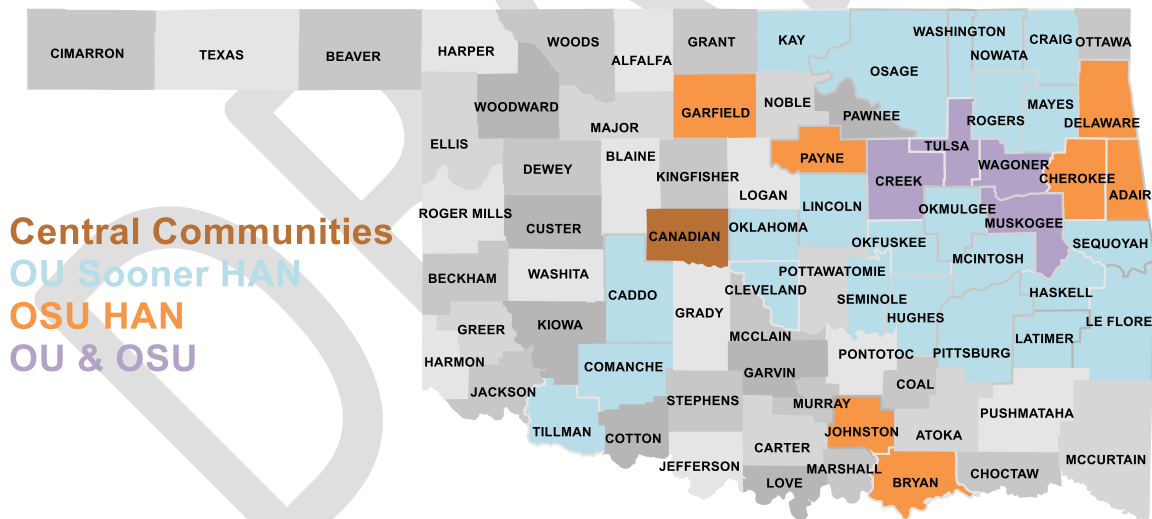 CIMARRON
TEXAS
BEAVER
HARPER
WOODS
ALFALFA
GRANT
KAY
WASHINGTON
NOWATA
CRAIG
OTTAWA
OSAGE
WOODWARD
MAJOR
GARFIELD
NOBLE
PAWNEE
ROGERS
MAYES
DELAWARE
ELLIS
DEWEY
BLAINE
KINGFISHER
LOGAN
PAYNE
CREEK
TULSA
WAGONER
CHEROKEE
ADAIR
ROGER MILLS
CUSTER
CANADIAN
OKLAHOMA
LINCOLN
OKMULGEE
MUSKOGEE
SEQUOYAH
Central Communities
OU Sooner HAN
OSU HAN
OU & OSU
BECKHAM
WASHITA
CADDO
GRADY
CLEVELAND
POTTAWATOMIE
OKFUSKEE
MCINTOSH
HASKELL
SEMINOLE
HUGHES
LE FLORE
GREER
KIOWA
MCCLAIN
PONTOTOC
PITTSBURG
LATIMER
HARMON
JACKSON
COMANCHE
GARVIN
COAL
STEPHENS
MURRAY
PUSHMATAHA
TILLMAN
COTTON
JOHNSTON
ATOKA
CARTER
MCCURTAIN
JEFFERSON
LOVE
MARSHALL
BRYAN
CHOCTAW